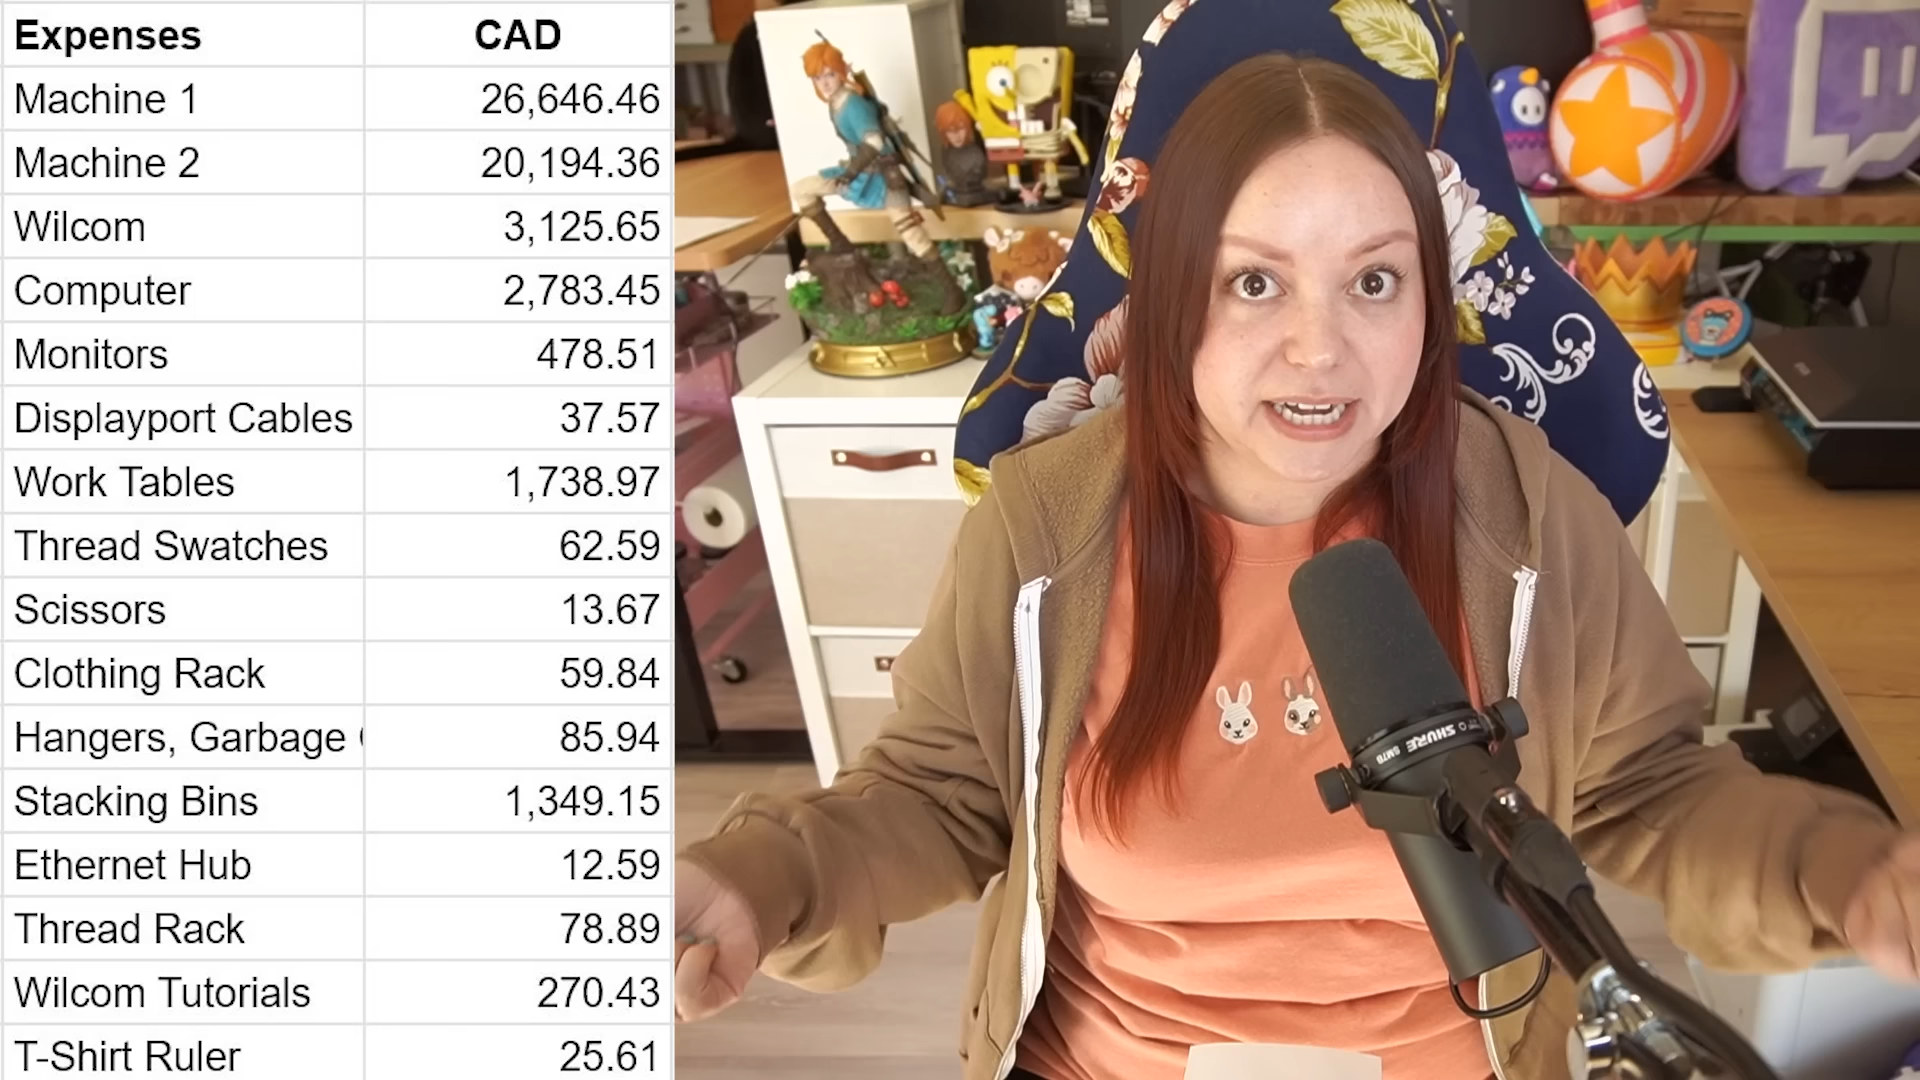 Expenses CAD
Machine 1 26,646.46
Machine 2 20,194.36
Wilcom 3,125.65
Computer 2,783.45
Monitors 478.51
Displayport Cables 37.57
Work Tables 1,738.97
Thread Swatches 62.59
Scissors 13.67
Clothing Rack 59.84
Hangers, Garbage 85.94
Stacking Bins 1,349.15
Ethernet Hub 12.59
Thread Rack 78.89
Wilcom Tutorials 270.43
T-Shirt Ruler 25.61
SHURE SM7B